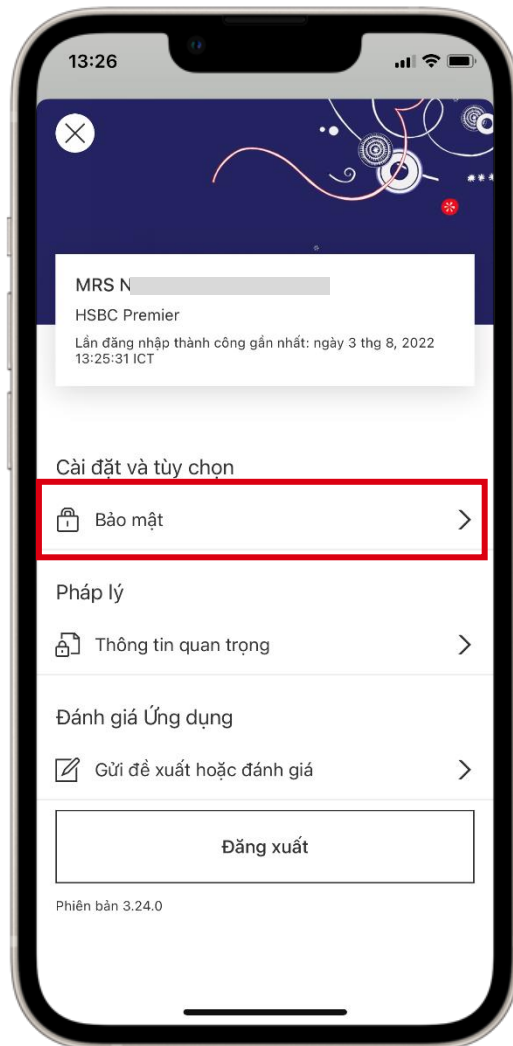 13:26
MRS N
HSBC Premier
Lần đăng nhập thành công gần nhất: ngày 3 thg 8, 2022
13:25:31 ICT
Cài đặt và tùy chọn
Bảo mật
Pháp lý
Thông tin quan trọng
Đánh giá Ứng dụng
Gửi đề xuất hoặc đánh giá
Đăng xuất
Phiên bản 3.24.0